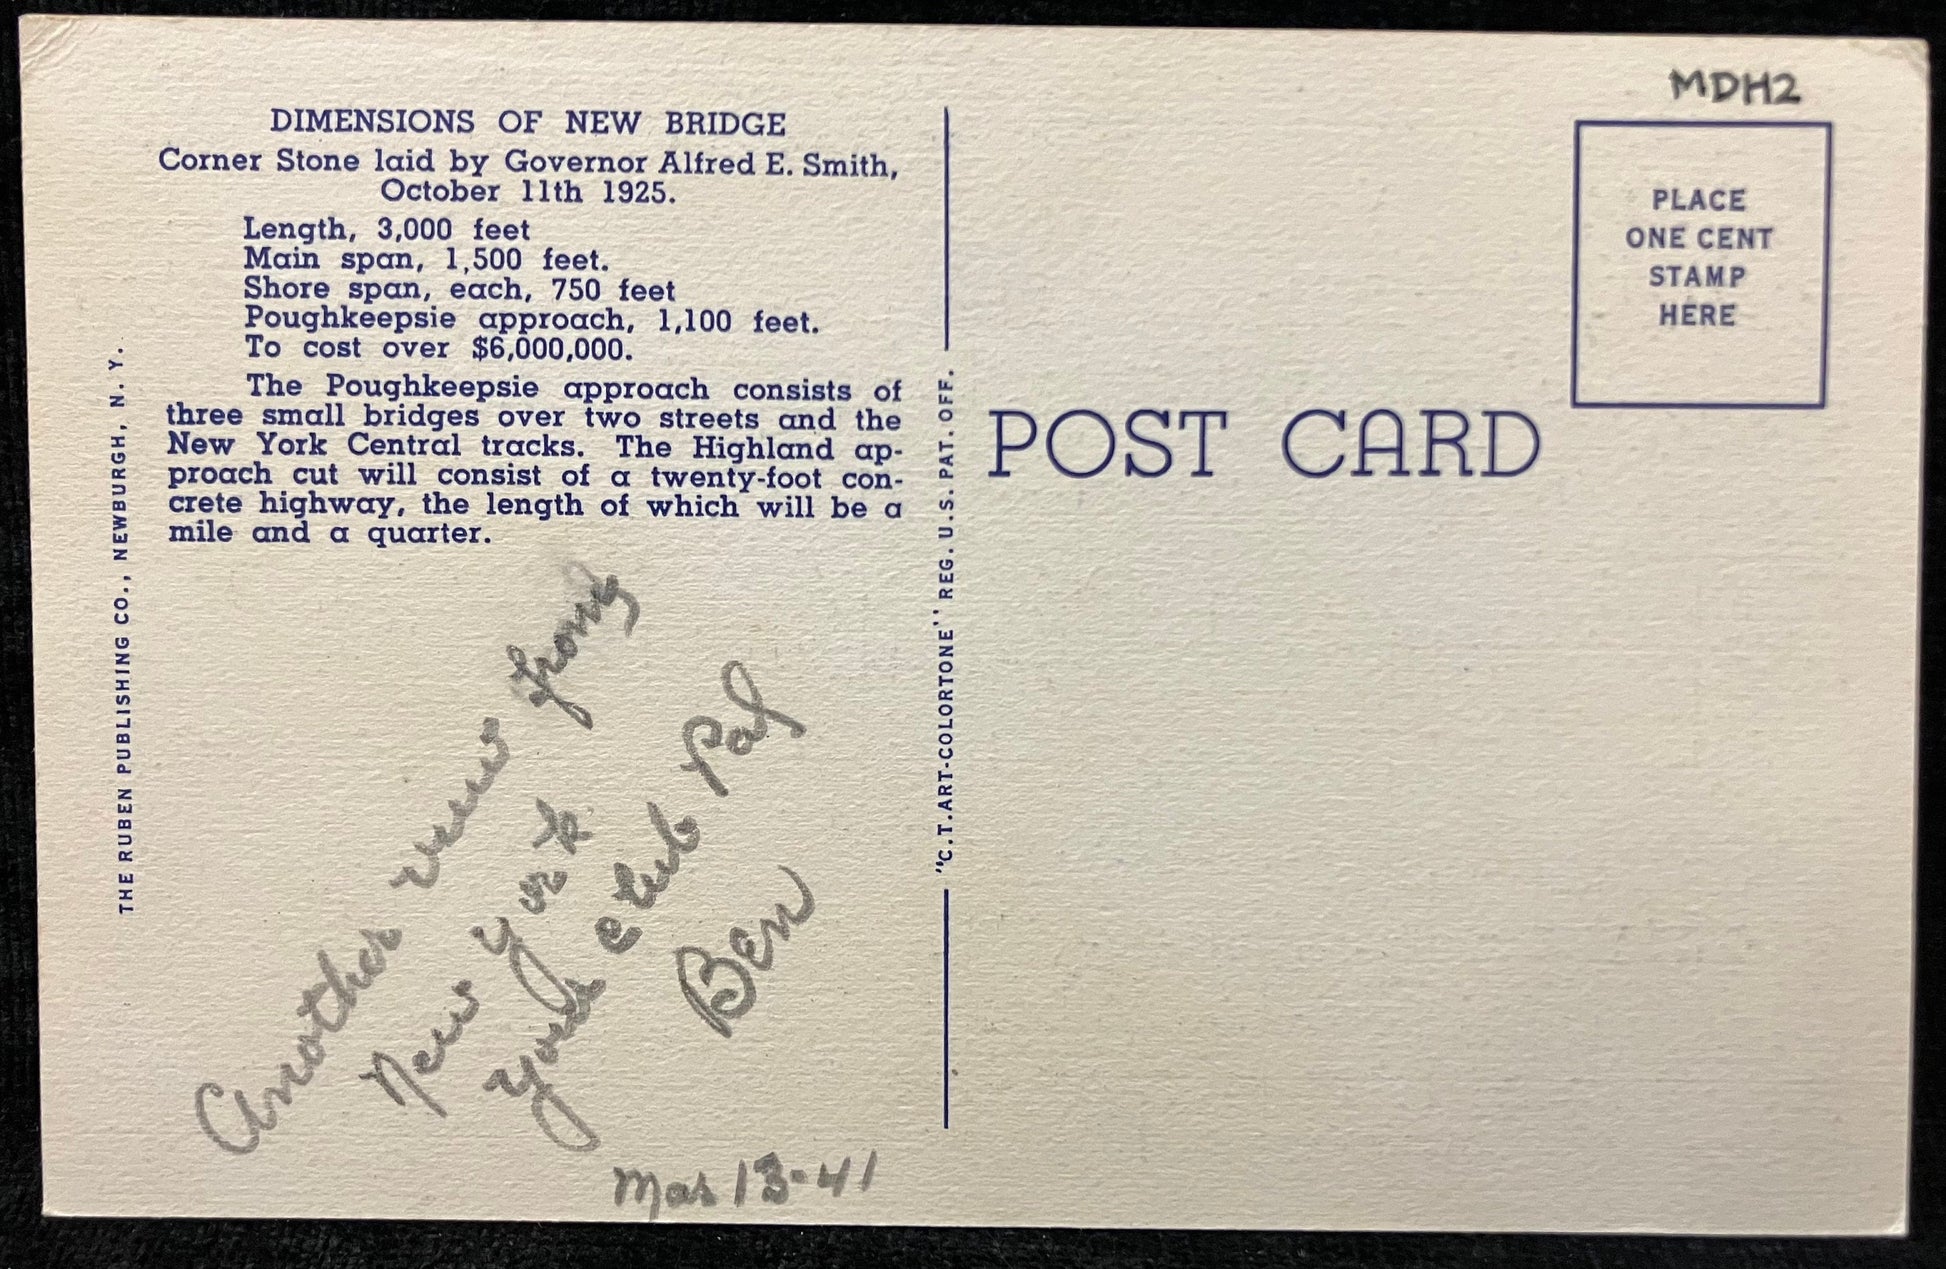 MDH2
DIMENSIONS OF NEW BRIDGE
Corner Stone laid by Governor Alfred E. Smith,
October 11th 1925.
Length, 3,000 feet
Main span, 1,500 feet.
Shore span, each, 750 feet
Poughkeepsie approach, 1,100 feet.
To cost over $6,000,000.
The Poughkeepsie approach consists of
three small bridges over two streets and the
New York Central tracks. The Highland ap-
proach cut will consist of a twenty-foot con-
crete highway, the length of which will be a
mile and a quarter.
Another view from
New York
your club Pal
Ben
Mar 13-41
THE RUBEN PUBLISHING CO., NEWBURGH, N. Y.
"C.T. ART-COLORTONE" REG. U.S. PAT. OFF.
POST CARD
PLACE
ONE CENT
STAMP
HERE